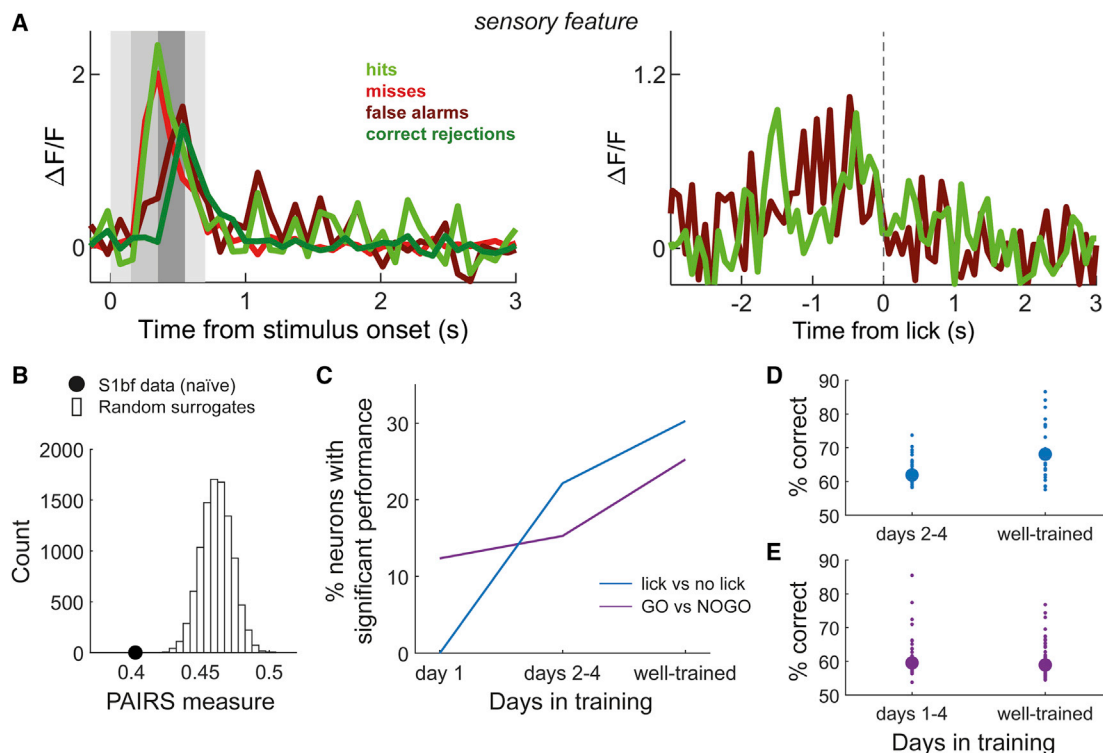 A
sensory feature
ΔF/F
2
0
hits
misses
false alarms
correct rejections
0
1
2
3
Time from stimulus onset (s)
ΔF/F
1.2
0
-2
-1
0
1
2
3
Time from lick (s)
B
S1bf data (naïve)
Random surrogates
Count
2000
1500
1000
500
0
0.4
0.45
0.5
PAIRS measure
C
% neurons with
significant performance
30
20
10
0
lick vs no lick
GO vs NOGO
day 1
days 2-4
well-trained
Days in training
D
% correct
90
80
70
60
50
days 2-4
well-trained
E
% correct
90
80
70
60
50
days 1-4
well-trained
Days in training